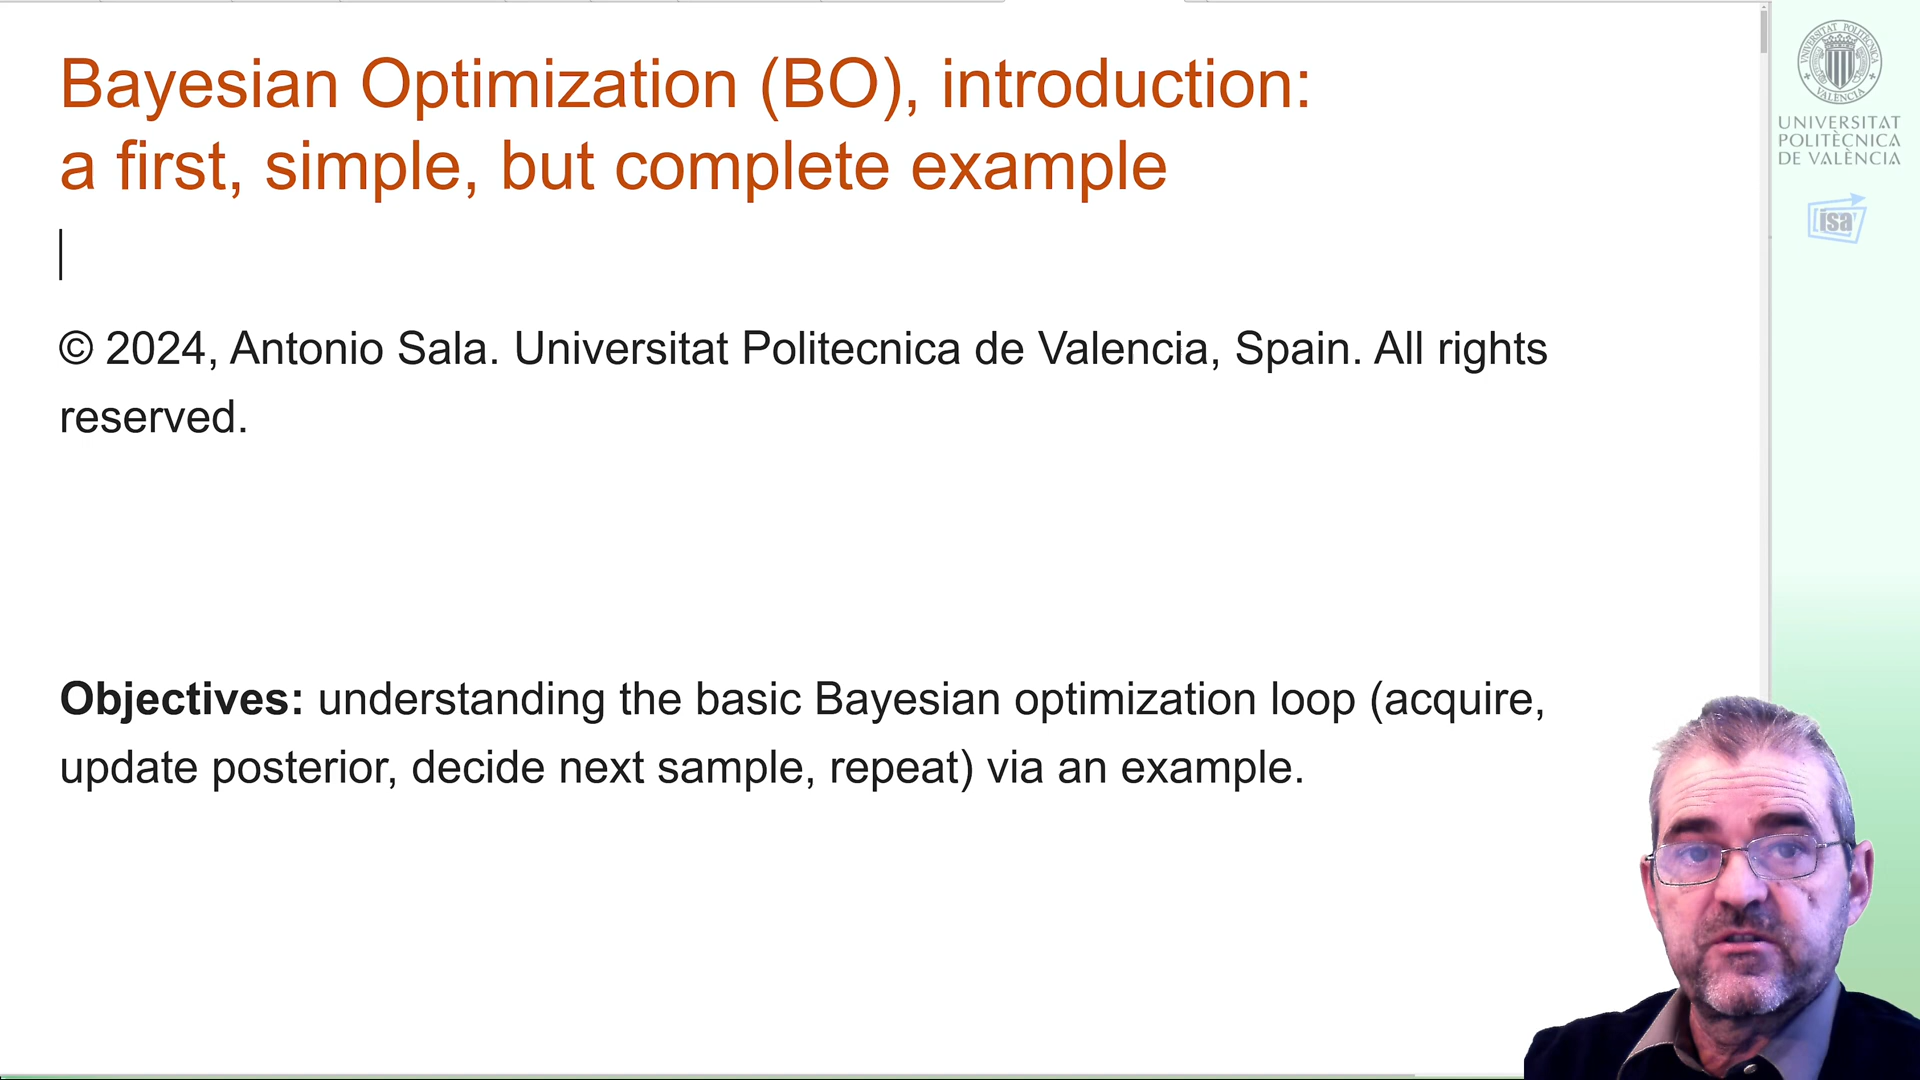 Bayesian Optimization (BO), introduction:
a first, simple, but complete example
© 2024, Antonio Sala. Universitat Politecnica de Valencia, Spain. All rights
reserved.
Objectives: understanding the basic Bayesian optimization loop (acquire,
update posterior, decide next sample, repeat) via an example.
UNIVERSITAT
POLITÈCNICA
DE VALÈNCIA
isa